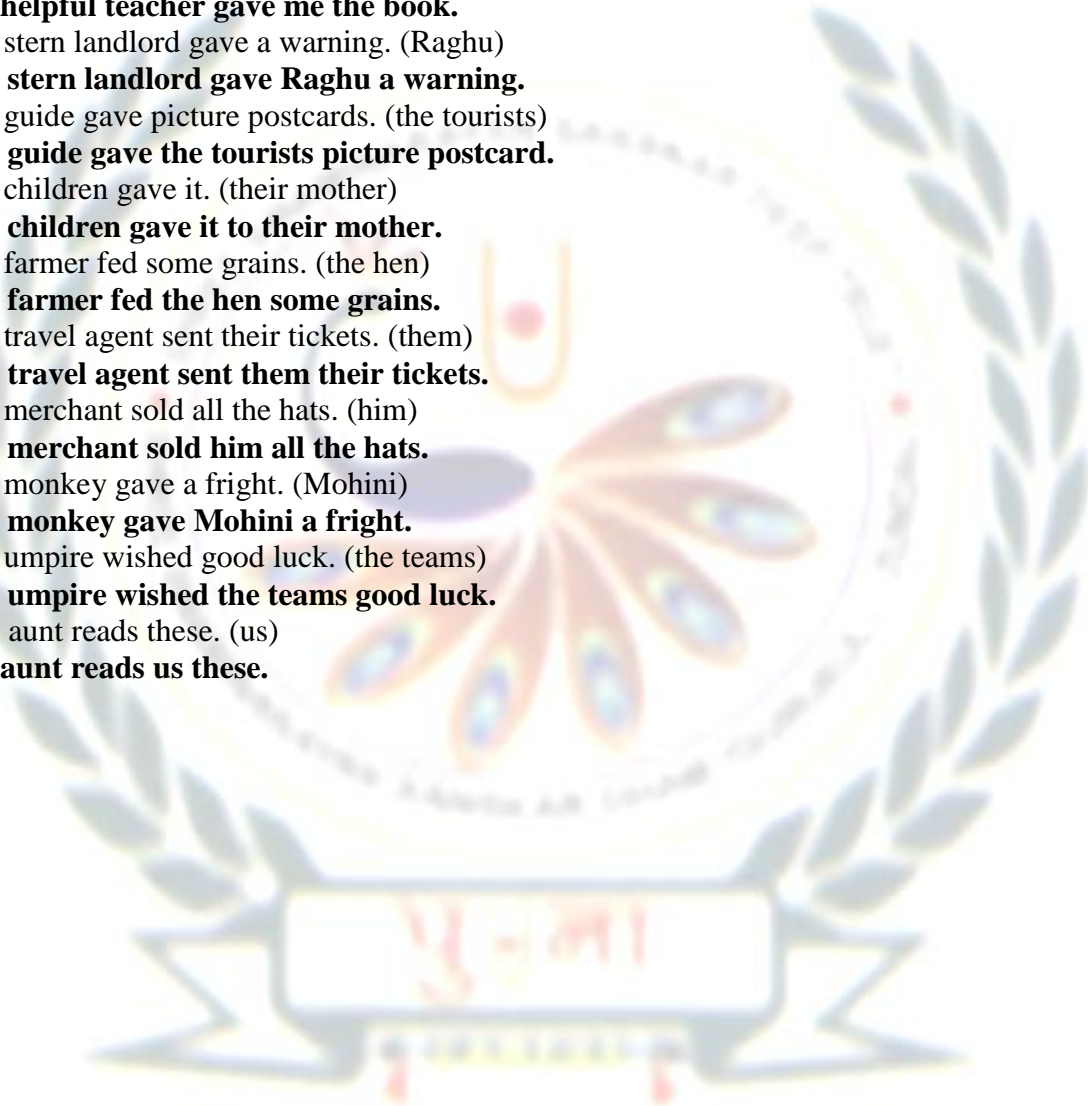 helpful teacher gave me the book.
stern landlord gave a warning. (Raghu)
stern landlord gave Raghu a warning.
guide gave picture postcards. (the tourists)
guide gave the tourists picture postcard.
children gave it. (their mother)
children gave it to their mother.
farmer fed some grains. (the hen)
farmer fed the hen some grains.
travel agent sent their tickets. (them)
travel agent sent them their tickets.
merchant sold all the hats. (him)
merchant sold him all the hats.
monkey gave a fright. (Mohini)
monkey gave Mohini a fright.
umpire wished good luck. (the teams)
umpire wished the teams good luck.
aunt reads these. (us)
aunt reads us these.
पु - ला